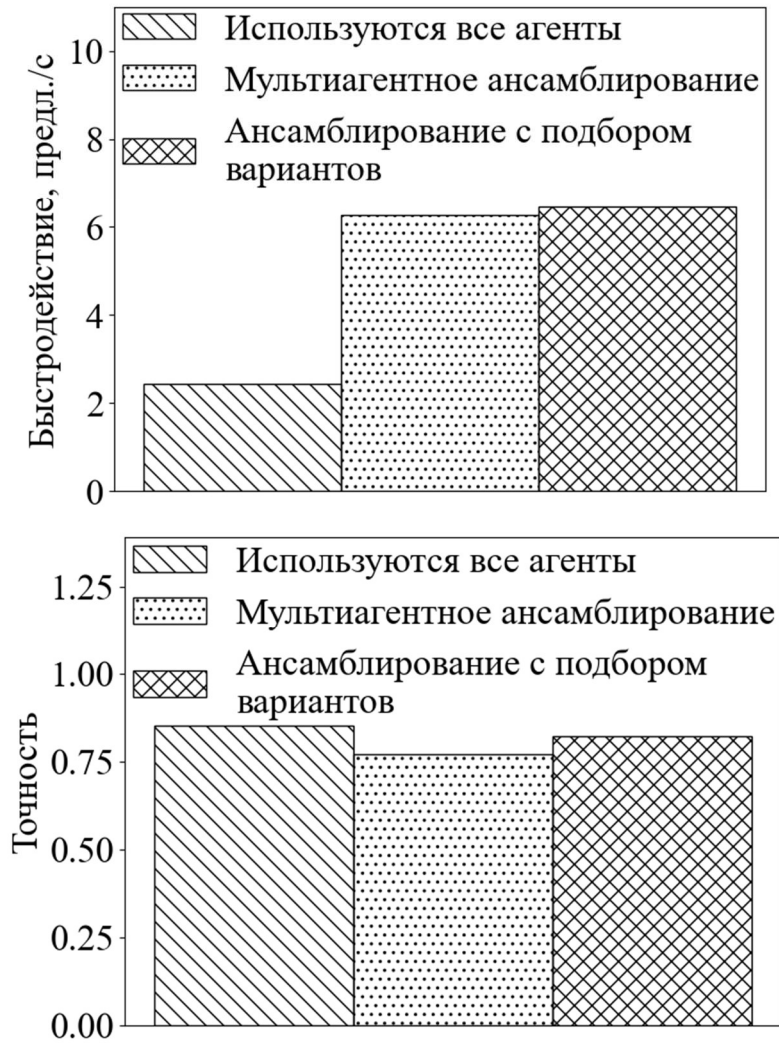 Используются все агенты
Мультиагентное ансамблирование
Ансамблирование с подбором
вариантов
Быстродействие, предл./с
10
8
6
4
2
0
Используются все агенты
Мультиагентное ансамблирование
Ансамблирование с подбором
вариантов
Точность
1.25
1.00
0.75
0.50
0.25
0.00